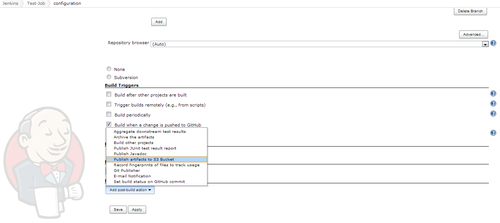 Jenkins Test-Job configuration
Delete Branch
Add
Repository browser (Auto)
Advanced...
None
Subversion
Build Triggers
Build after other projects are built
Trigger builds remotely (e.g., from scripts)
Build periodically
Build when a change is pushed to GitHub
Aggregate downstream test results
Archive the artifacts
Build other projects
Publish JUnit test result report
Publish Javadoc
Publish artifacts to S3 Bucket
Record fingerprints of files to track usage
Git Publisher
E-mail Notification
Set build status on GitHub commit
Add post-build action
Save Apply